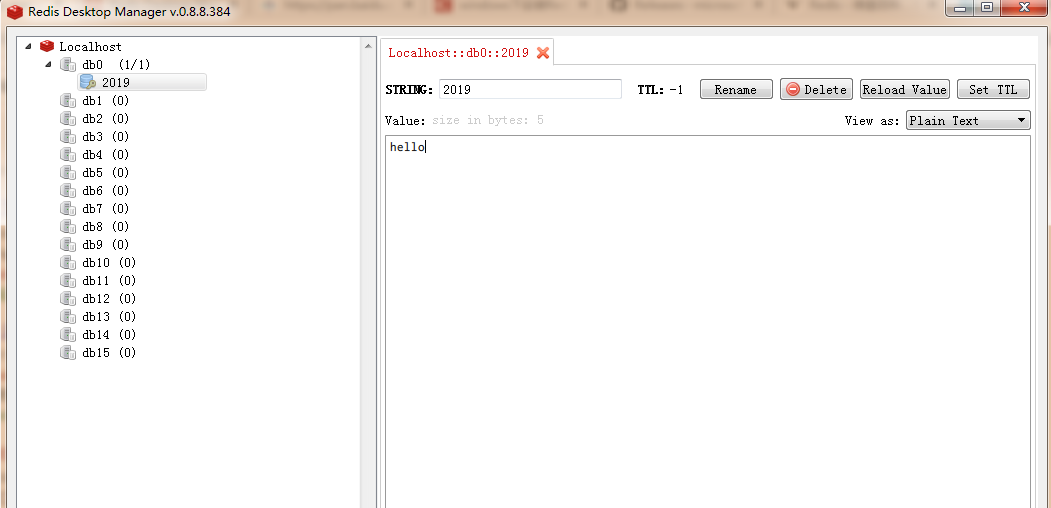 Redis Desktop Manager v.0.8.8.384
Localhost
db0 (1/1)
2019
db1 (0)
db2 (0)
db3 (0)
db4 (0)
db5 (0)
db6 (0)
db7 (0)
db8 (0)
db9 (0)
db10 (0)
db11 (0)
db12 (0)
db13 (0)
db14 (0)
db15 (0)
Localhost::db0::2019
STRING: 2019 TTL: -1 Rename Delete Reload Value Set TTL
Value: size in bytes: 5 View as: Plain Text
hello